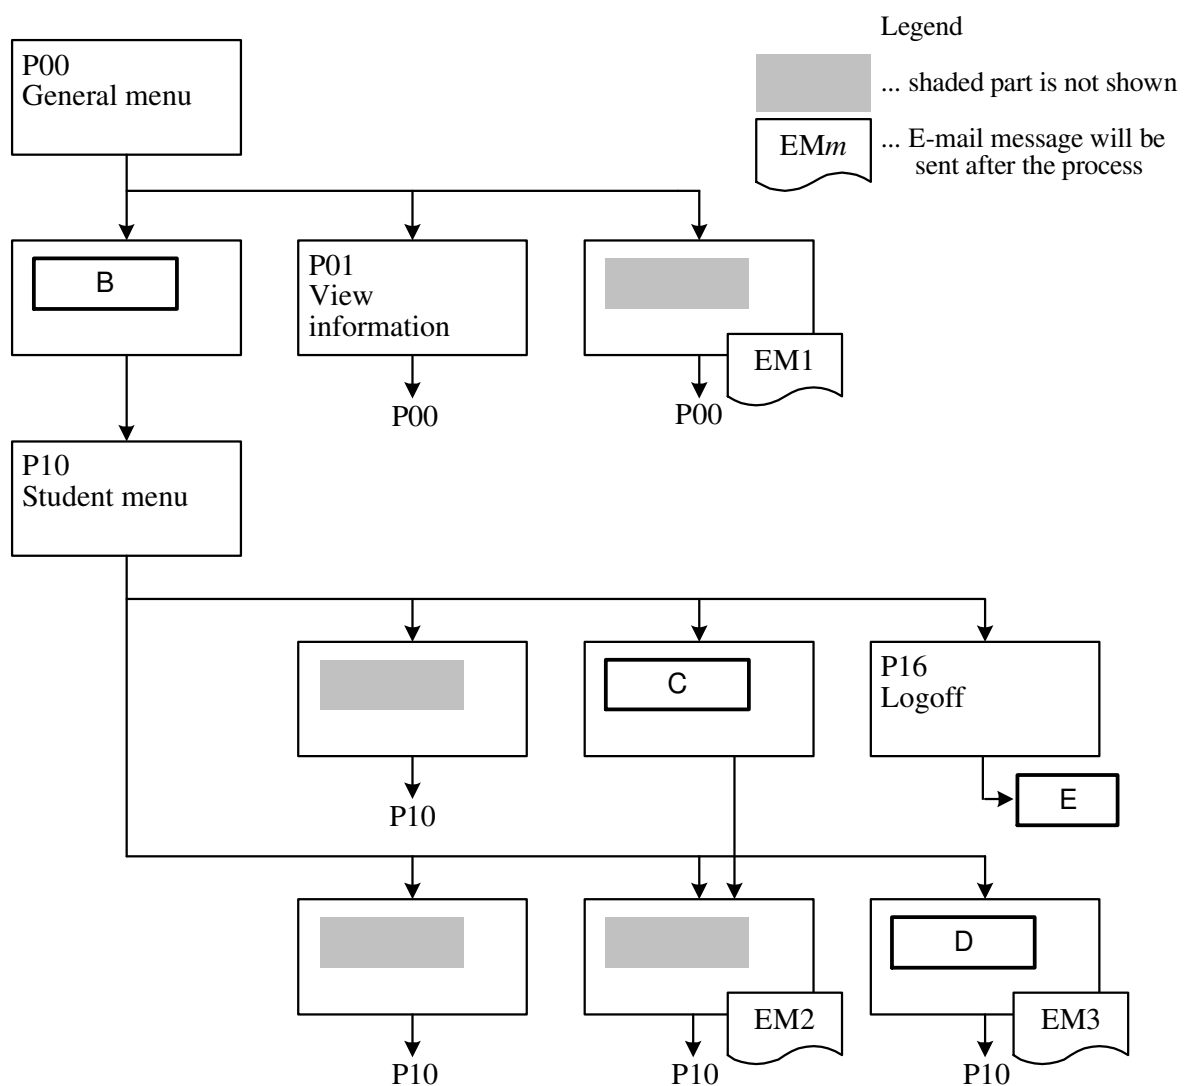 Legend
... shaded part is not shown
EMm
... E-mail message will be
sent after the process
P00
General menu
B
P01
View
information
EM1
P00
P00
P10
Student menu
C
P16
Logoff
P10
E
D
EM2
EM3
P10
P10
P10